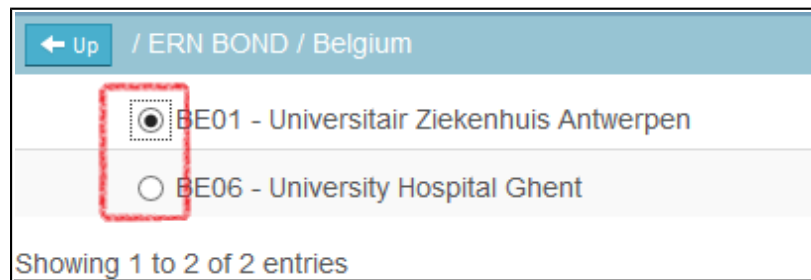 Up / ERN BOND / Belgium
BE01 - Universitair Ziekenhuis Antwerpen
BE06 - University Hospital Ghent
Showing 1 to 2 of 2 entries